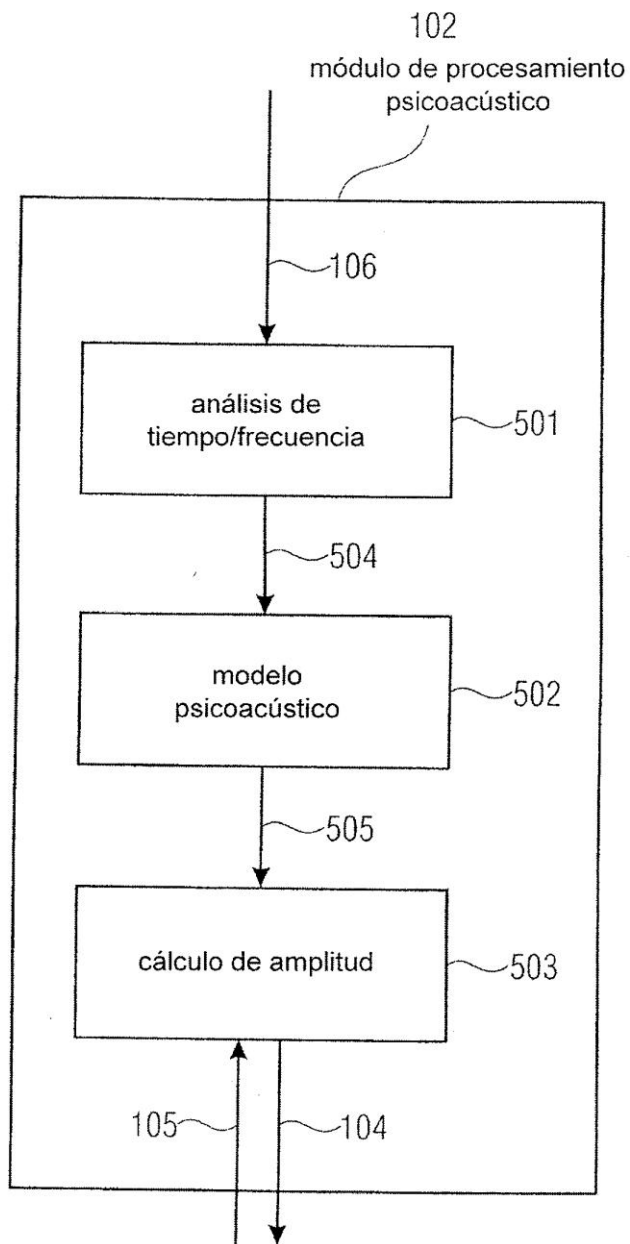 102
módulo de procesamiento
psicoacústico
106
análisis de
tiempo/frecuencia
501
504
modelo
psicoacústico
502
505
cálculo de amplitud
503
105
104